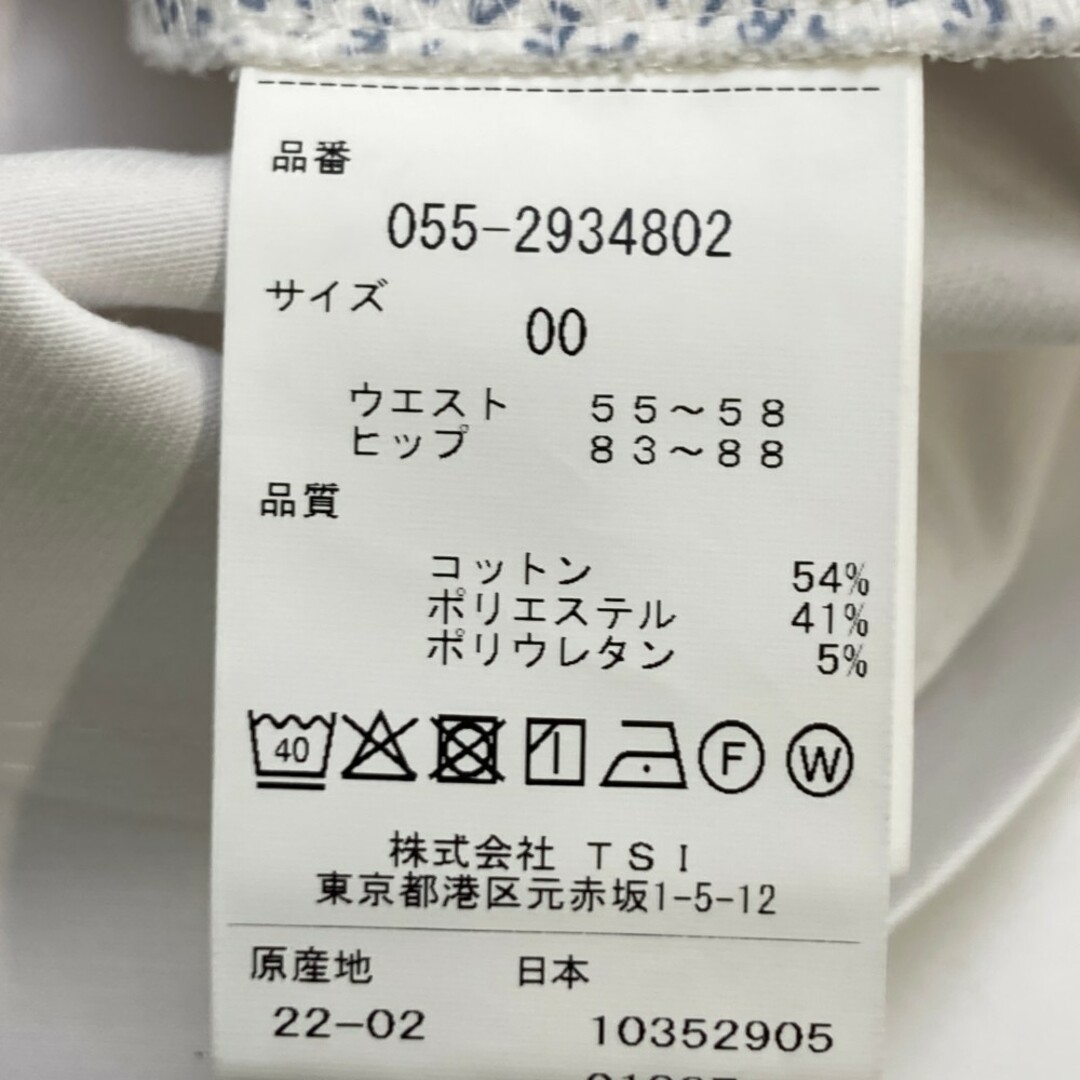 品番
055-2934802
サイズ
00
ウエスト 55～58
ヒップ 83～88
品質
コットン 54%
ポリエステル 41%
ポリウレタン 5%
40 F W
株式会社 TSI
東京都港区元赤坂1-5-12
原産地 日本
22-02 10352905